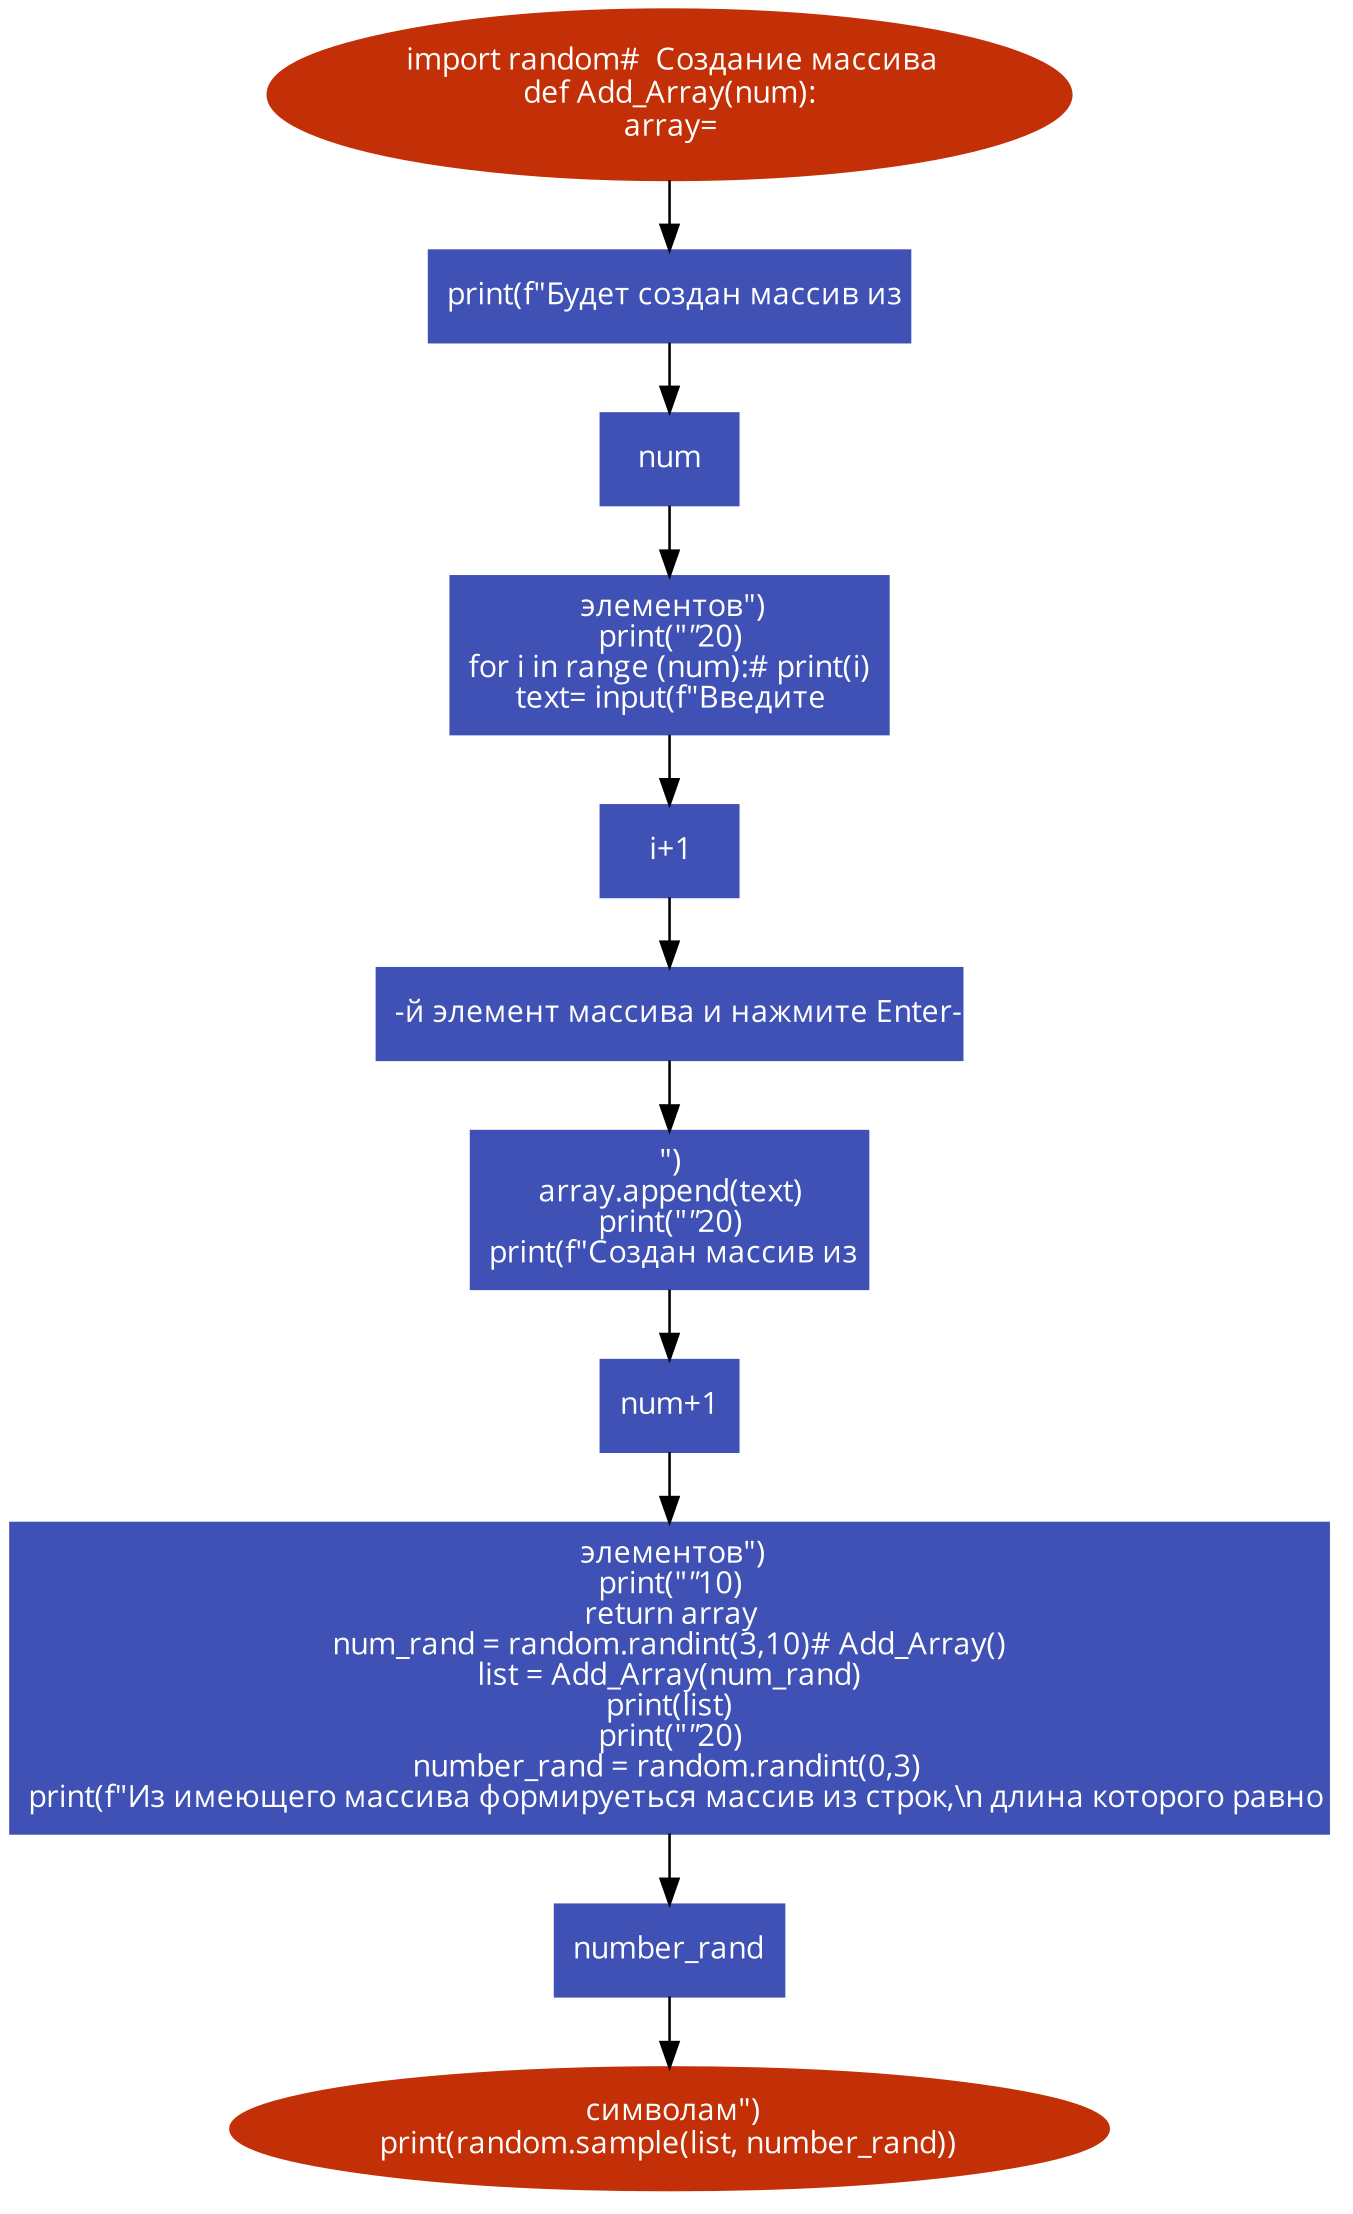 import random#  Создание массива
def Add_Array(num):
array=
print(f"Будет создан массив из
num
элементов")
print("”20)
for i in range (num):# print(i)
text= input(f"Введите
i+1
-й элемент массива и нажмите Enter-
")
array.append(text)
print("”20)
print(f"Создан массив из
num+1
элементов")
print("”10)
return array
num_rand = random.randint(3,10)# Add_Array()
list = Add_Array(num_rand)
print(list)
print("”20)
number_rand = random.randint(0,3)
print(f"Из имеющего массива формируеться массив из строк,\n длина которого равно
number_rand
символам")
print(random.sample(list, number_rand))